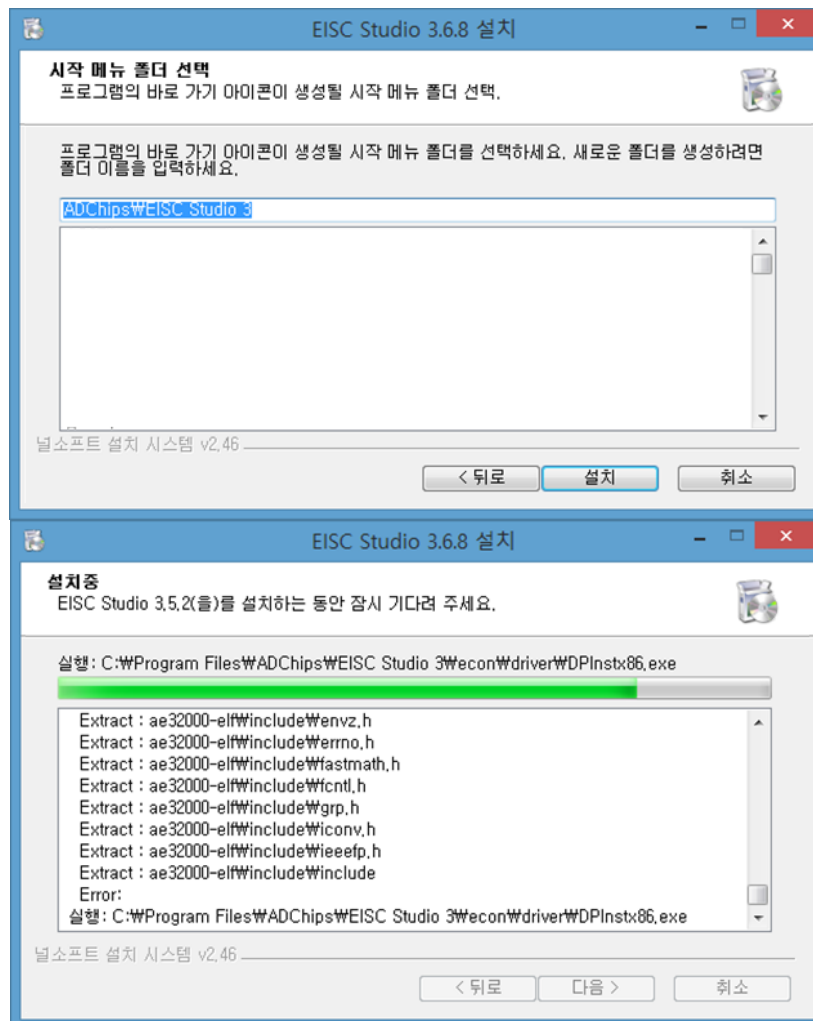 EISC Studio 3.6.8 설치
시작 메뉴 폴더 선택
프로그램의 바로 가기 아이콘이 생성될 시작 메뉴 폴더 선택.
프로그램의 바로 가기 아이콘이 생성될 시작 메뉴 폴더를 선택하세요. 새로운 폴더를 생성하려면
폴더 이름을 입력하세요.
ADChips₩EISC Studio 3
널소프트 설치 시스템 v2.46
< 뒤로 설치 취소
EISC Studio 3.6.8 설치
설치중
EISC Studio 3.5.2(을)를 설치하는 동안 잠시 기다려 주세요.
실행: C:₩Program Files₩ADChips₩EISC Studio 3₩econ₩driver₩DPInstx86.exe
Extract : ae32000-elf₩include₩envz.h
Extract : ae32000-elf₩include₩errno.h
Extract : ae32000-elf₩include₩fastmath.h
Extract : ae32000-elf₩include₩fcntl.h
Extract : ae32000-elf₩include₩grp.h
Extract : ae32000-elf₩include₩iconv.h
Extract : ae32000-elf₩include₩ieeefp.h
Extract : ae32000-elf₩include₩include
Error:
실행: C:₩Program Files₩ADChips₩EISC Studio 3₩econ₩driver₩DPInstx86.exe
널소프트 설치 시스템 v2.46
< 뒤로 다음 > 취소